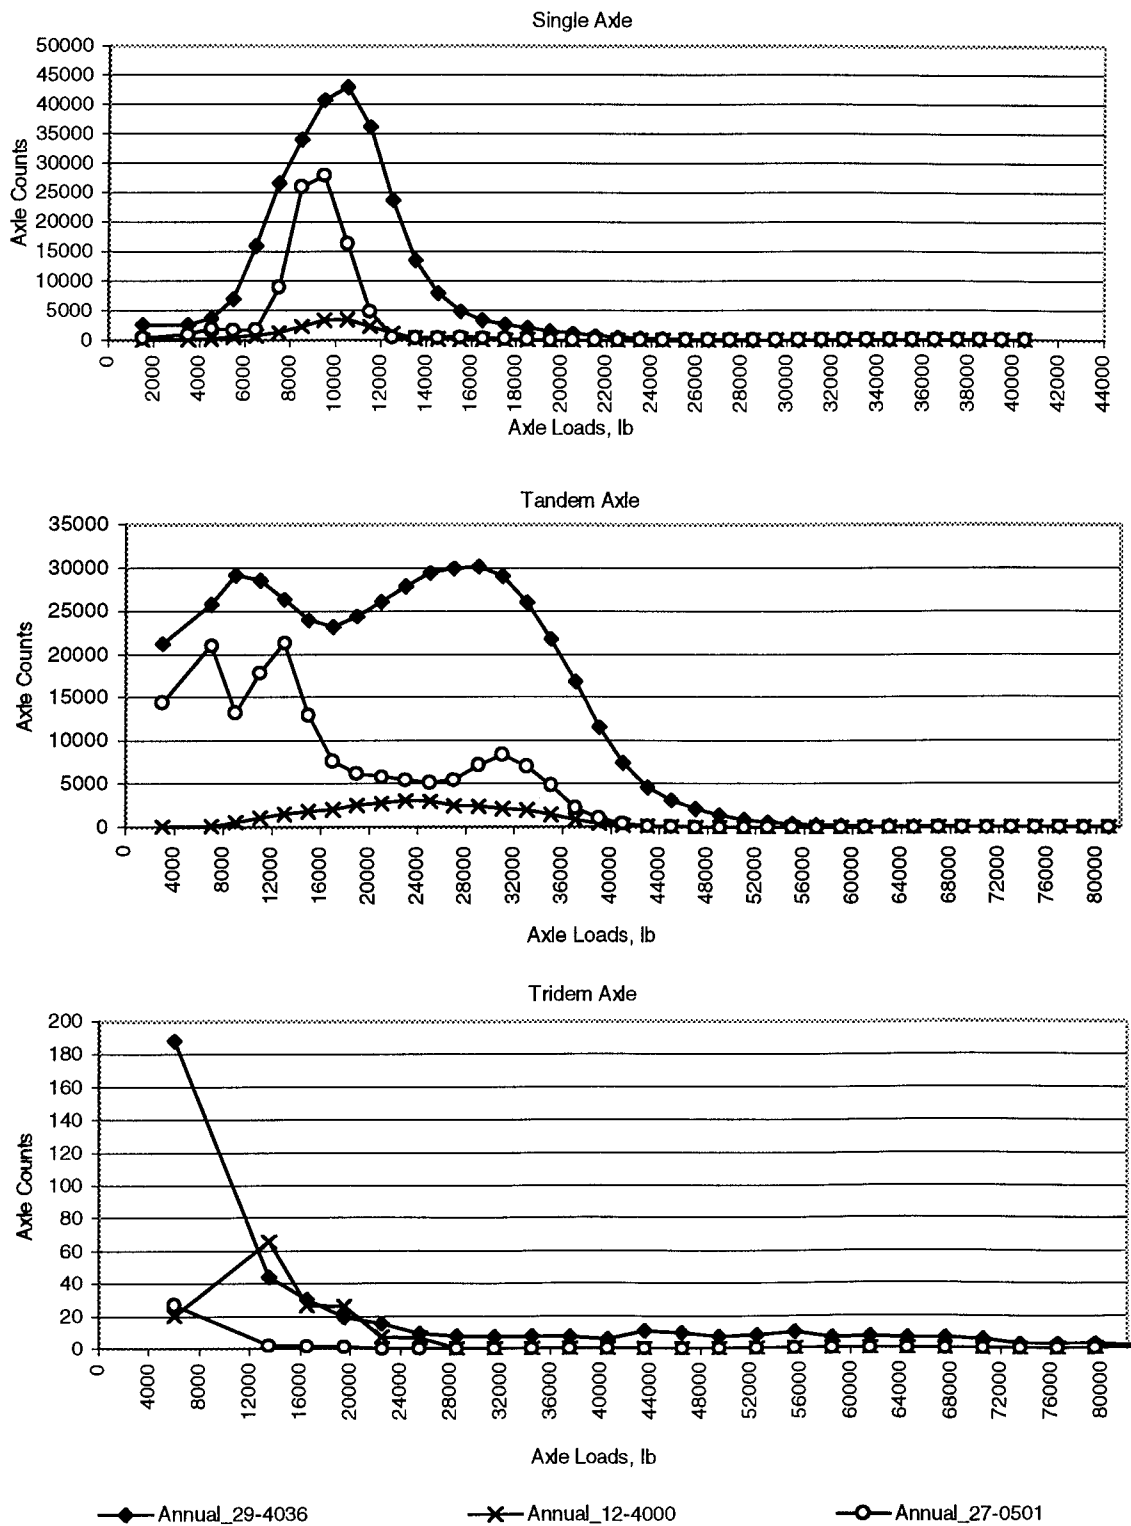 Single Axle
50000
45000
40000
35000
30000
25000
20000
15000
10000
5000
0
Axle Counts
0 2000 4000 6000 8000 10000 12000 14000 16000 18000 20000 22000 24000 26000 28000 30000 32000 34000 36000 38000 40000 42000 44000
Axle Loads, lb
Tandem Axle
35000
30000
25000
20000
15000
10000
5000
0
Axle Counts
0 4000 8000 12000 16000 20000 24000 28000 32000 36000 40000 44000 48000 52000 56000 60000 64000 68000 72000 76000 80000
Axle Loads, lb
Tridem Axle
200
180
160
140
120
100
80
60
40
20
0
Axle Counts
0 4000 8000 12000 16000 20000 24000 28000 32000 36000 40000 44000 48000 52000 56000 60000 64000 68000 72000 76000 80000
Axle Loads, lb
Annual_29-4036 Annual_12-4000 Annual_27-0501